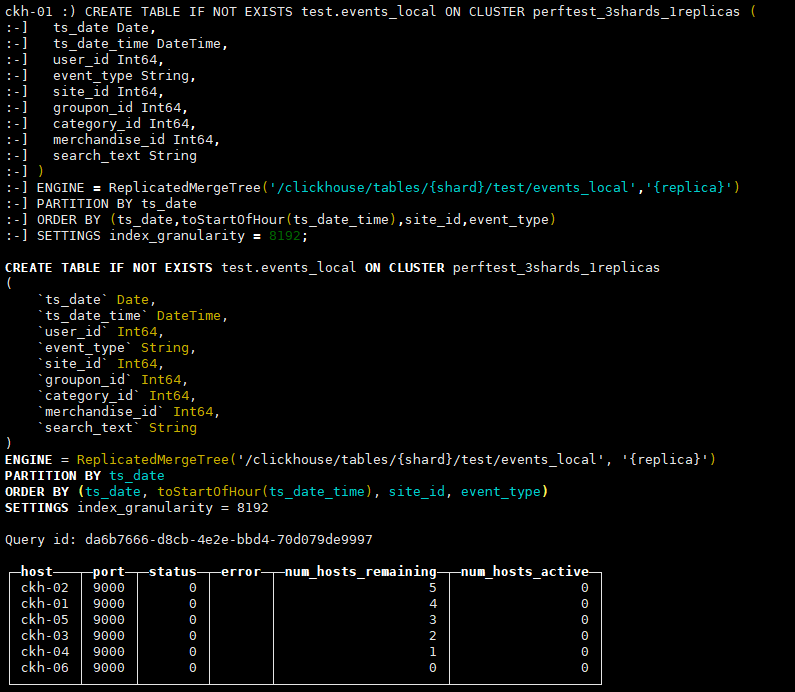 ckh-01 :) CREATE TABLE IF NOT EXISTS test.events_local ON CLUSTER perftest_3shards_1replicas (
:-]   ts_date Date,
:-]   ts_date_time DateTime,
:-]   user_id Int64,
:-]   event_type String,
:-]   site_id Int64,
:-]   groupon_id Int64,
:-]   category_id Int64,
:-]   merchandise_id Int64,
:-]   search_text String
:-] )
:-] ENGINE = ReplicatedMergeTree('/clickhouse/tables/{shard}/test/events_local','{replica}')
:-] PARTITION BY ts_date
:-] ORDER BY (ts_date,toStartOfHour(ts_date_time),site_id,event_type)
:-] SETTINGS index_granularity = 8192;
CREATE TABLE IF NOT EXISTS test.events_local ON CLUSTER perftest_3shards_1replicas
(
    `ts_date` Date,
    `ts_date_time` DateTime,
    `user_id` Int64,
    `event_type` String,
    `site_id` Int64,
    `groupon_id` Int64,
    `category_id` Int64,
    `merchandise_id` Int64,
    `search_text` String
)
ENGINE = ReplicatedMergeTree('/clickhouse/tables/{shard}/test/events_local', '{replica}')
PARTITION BY ts_date
ORDER BY (ts_date, toStartOfHour(ts_date_time), site_id, event_type)
SETTINGS index_granularity = 8192
Query id: da6b7666-d8cb-4e2e-bbd4-70d079de9997
host port status error num_hosts_remaining num_hosts_active
ckh-02 9000 0 5 0
ckh-01 9000 0 4 0
ckh-05 9000 0 3 0
ckh-03 9000 0 2 0
ckh-04 9000 0 1 0
ckh-06 9000 0 0 0